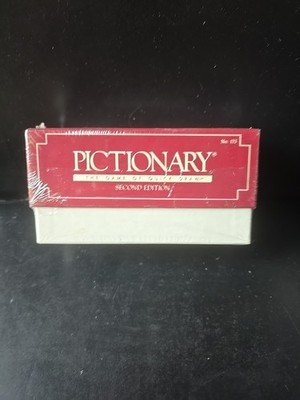 PICTIONARY®
THE GAME OF QUICK DRAW
SECOND EDITION